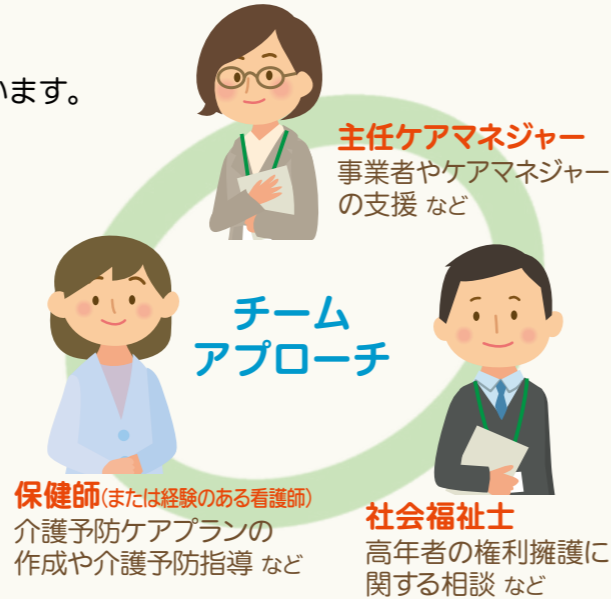 います。
主任ケアマネジャー
事業者やケアマネジャー
の支援 など
チーム
アプローチ
保健師(または経験のある看護師)
介護予防ケアプランの
作成や介護予防指導 など
社会福祉士
高年者の権利擁護に
関する相談 など